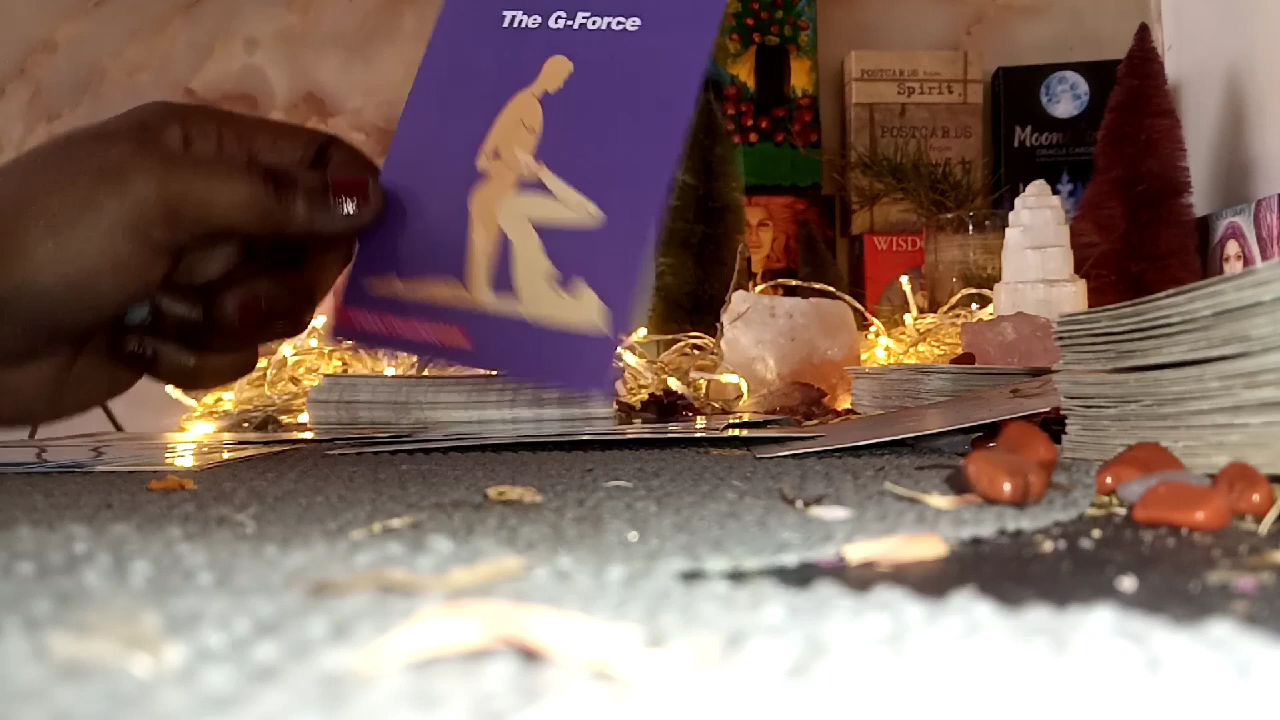 The G-Force
POSTCARDS from
Spirit.
POSTCARDS
from
Moon
ORACLE CARDS
WISD